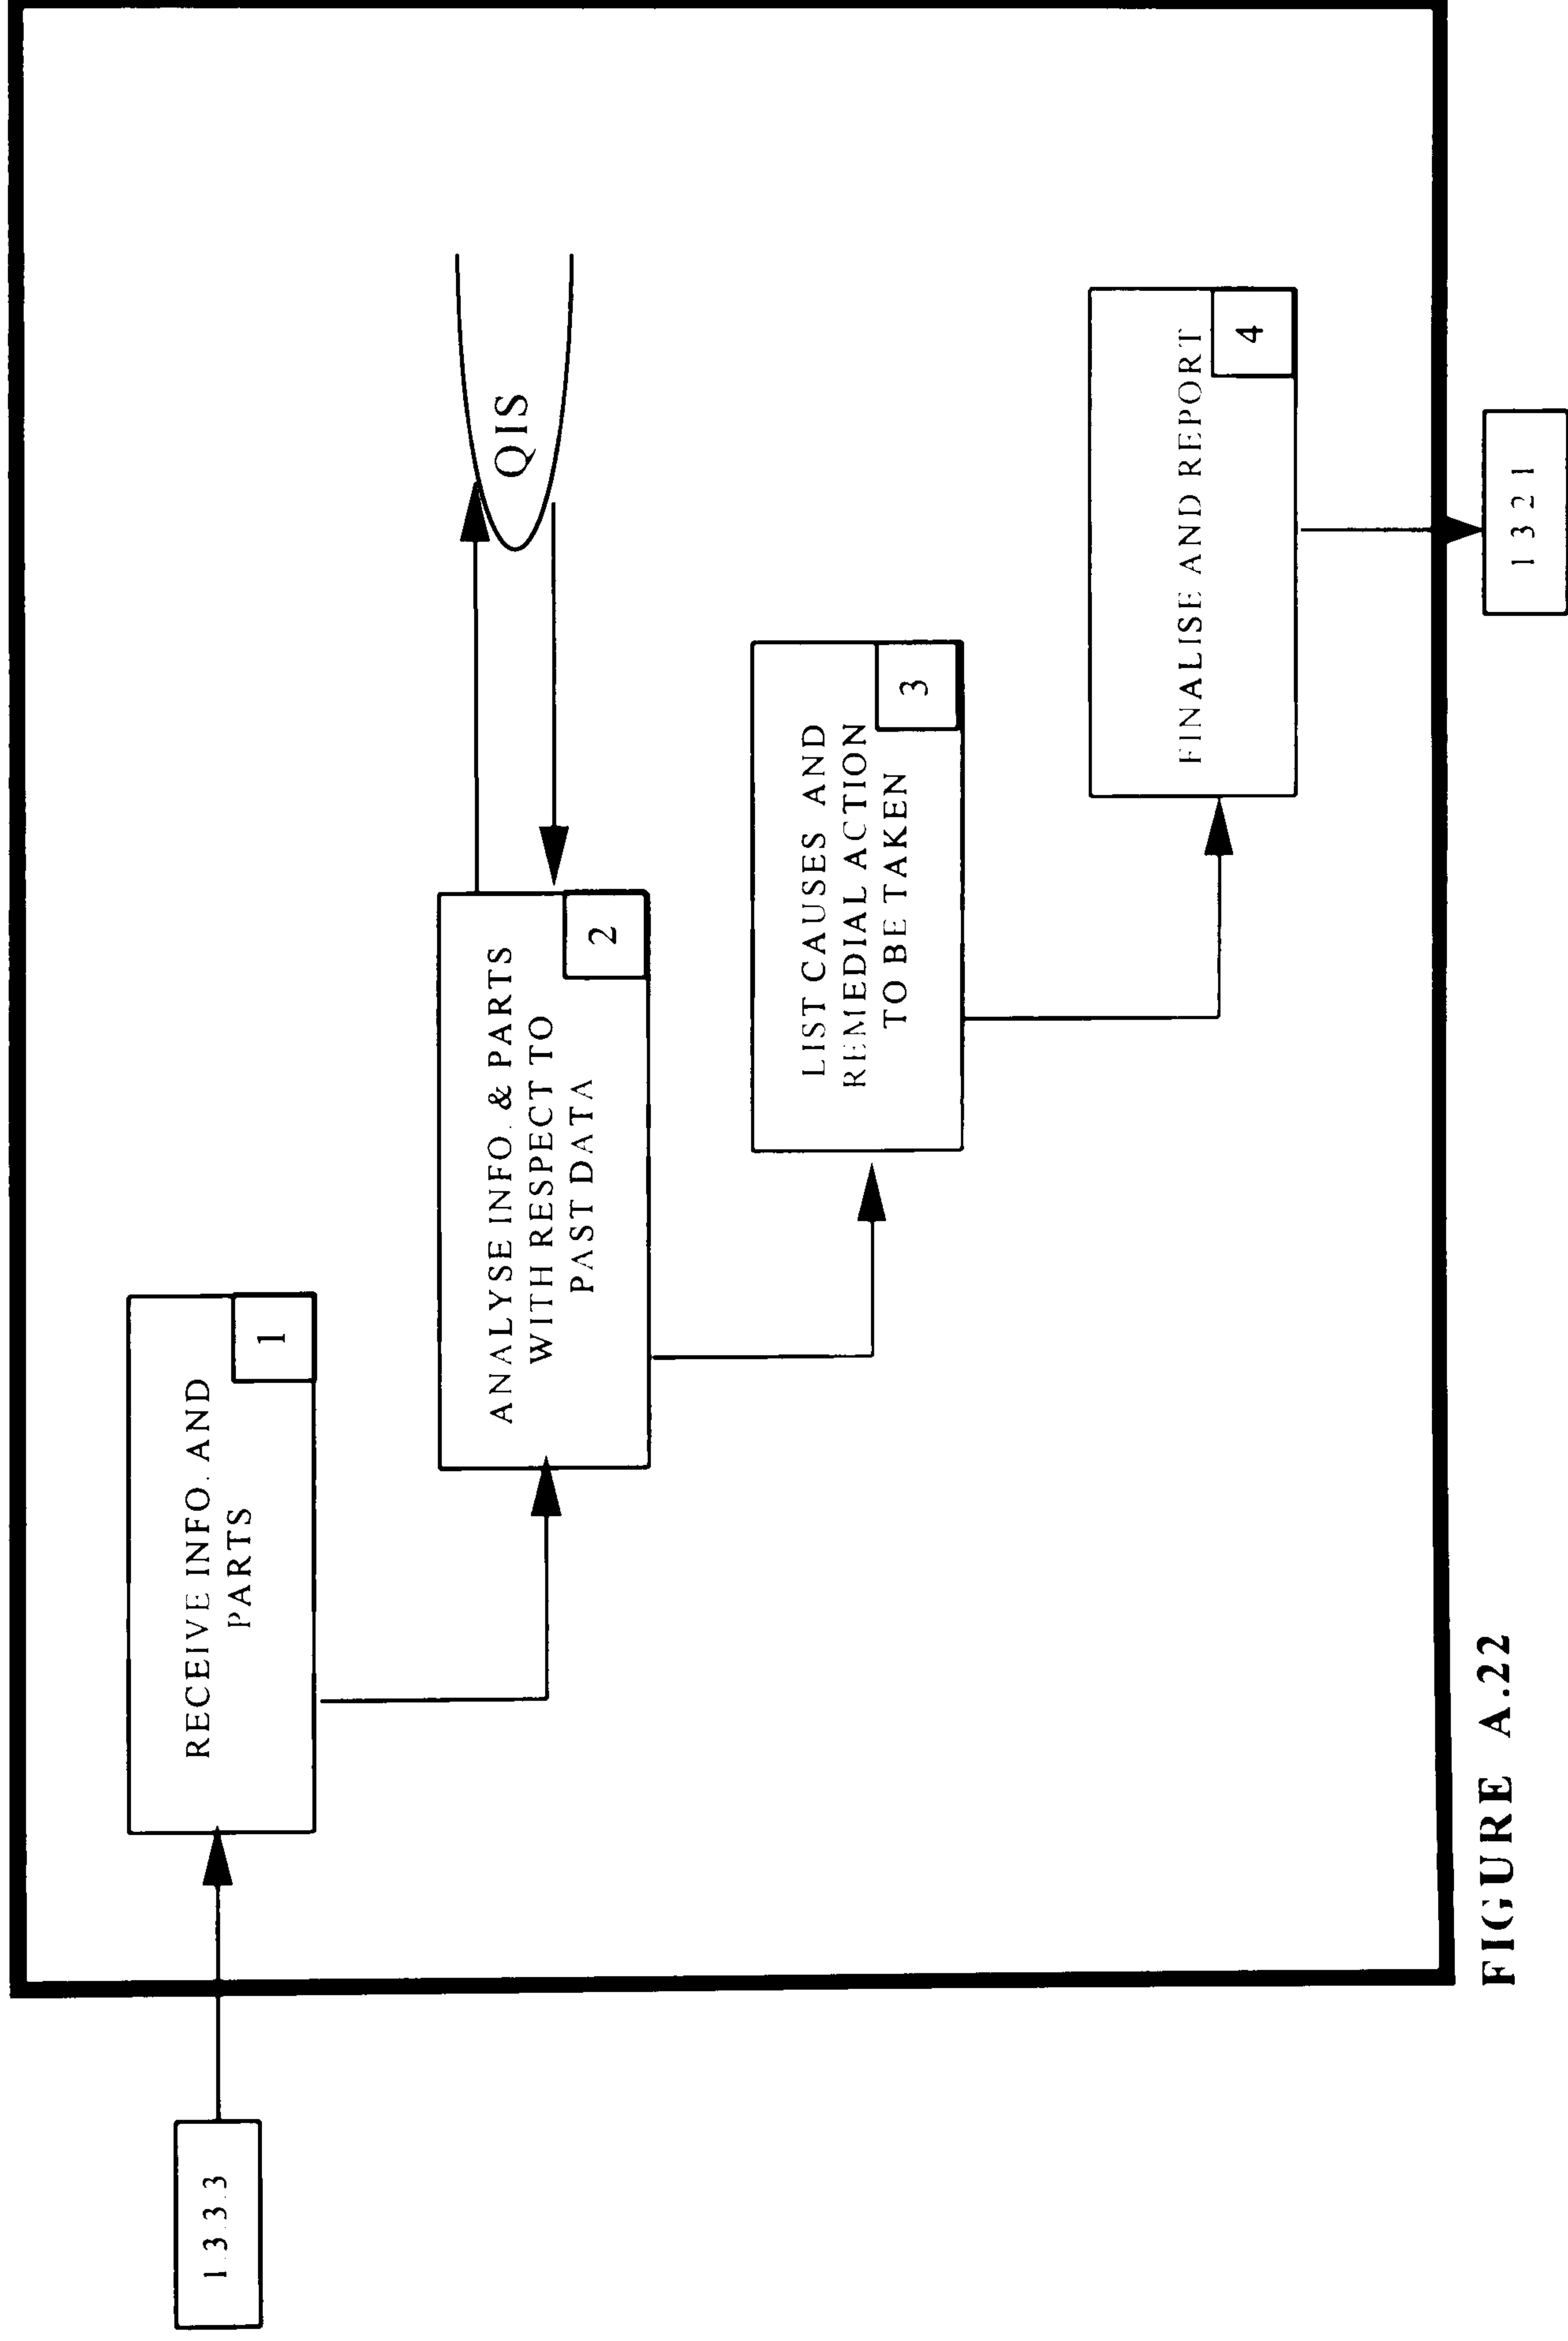 1.3.3.3
RECEIVE INFO. AND
PARTS
1
ANALYSE INFO. & PARTS
WITH RESPECT TO
PAST DATA
2
QIS
LIST CAUSES AND
REMEDIAL ACTION
TO BE TAKEN
3
FINALISE AND REPORT
4
1 3 2 1
FIGURE A.22